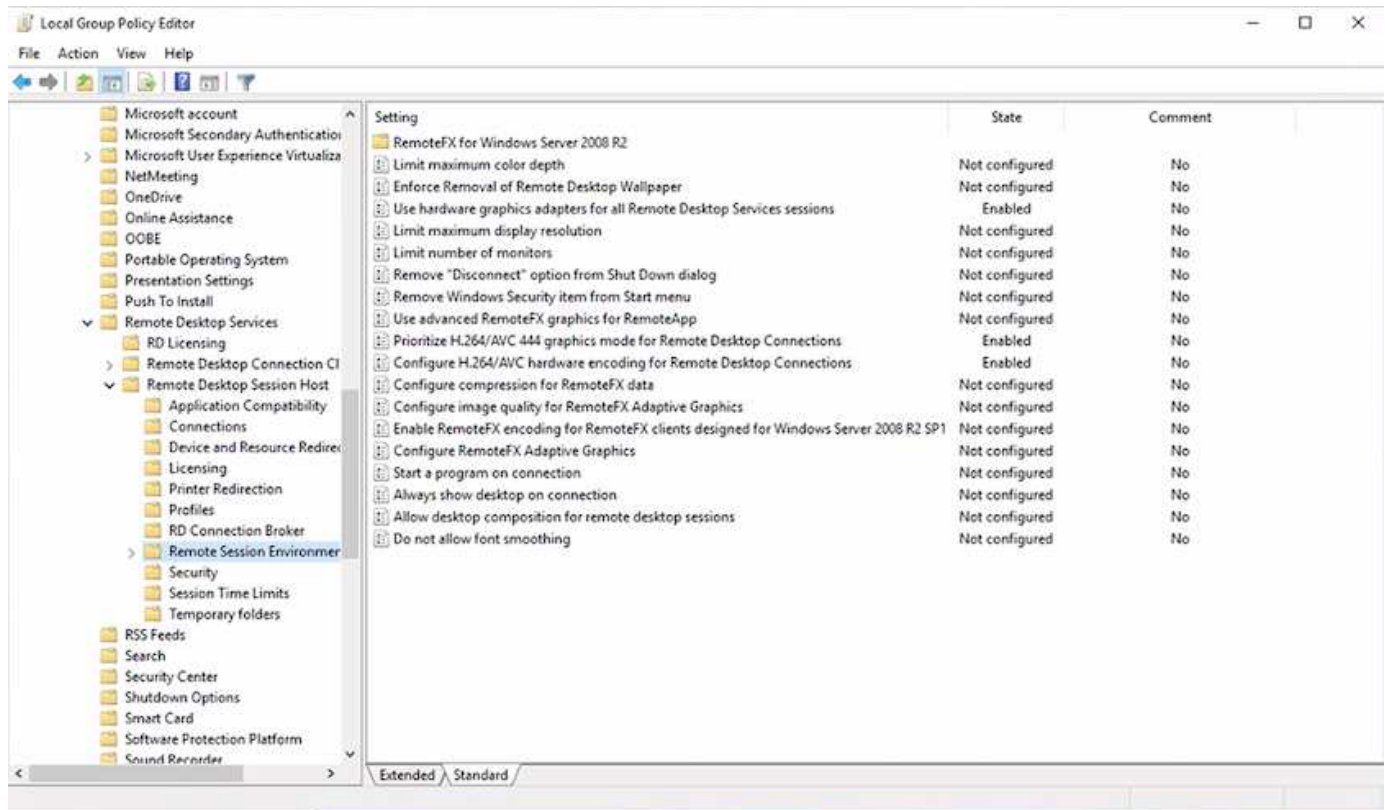 Local Group Policy Editor
File Action View Help
Microsoft account
Microsoft Secondary Authentication
Microsoft User Experience Virtualiza
NetMeeting
OneDrive
Online Assistance
OOBE
Portable Operating System
Presentation Settings
Push To Install
Remote Desktop Services
RD Licensing
Remote Desktop Connection Cl
Remote Desktop Session Host
Application Compatibility
Connections
Device and Resource Redirec
Licensing
Printer Redirection
Profiles
RD Connection Broker
Remote Session Environmen
Security
Session Time Limits
Temporary folders
RSS Feeds
Search
Security Center
Shutdown Options
Smart Card
Software Protection Platform
Sound Recorder
Setting State Comment
RemoteFX for Windows Server 2008 R2
Limit maximum color depth Not configured No
Enforce Removal of Remote Desktop Wallpaper Not configured No
Use hardware graphics adapters for all Remote Desktop Services sessions Enabled No
Limit maximum display resolution Not configured No
Limit number of monitors Not configured No
Remove "Disconnect" option from Shut Down dialog Not configured No
Remove Windows Security item from Start menu Not configured No
Use advanced RemoteFX graphics for RemoteApp Not configured No
Prioritize H.264/AVC 444 graphics mode for Remote Desktop Connections Enabled No
Configure H.264/AVC hardware encoding for Remote Desktop Connections Enabled No
Configure compression for RemoteFX data Not configured No
Configure image quality for RemoteFX Adaptive Graphics Not configured No
Enable RemoteFX encoding for RemoteFX clients designed for Windows Server 2008 R2 SP1 Not configured No
Configure RemoteFX Adaptive Graphics Not configured No
Start a program on connection Not configured No
Always show desktop on connection Not configured No
Allow desktop composition for remote desktop sessions Not configured No
Do not allow font smoothing Not configured No
Extended Standard